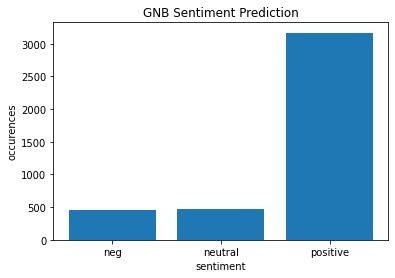 GNB Sentiment Prediction
3000
2500
2000
1500
1000
500
0
occurences
neg neutral positive
sentiment